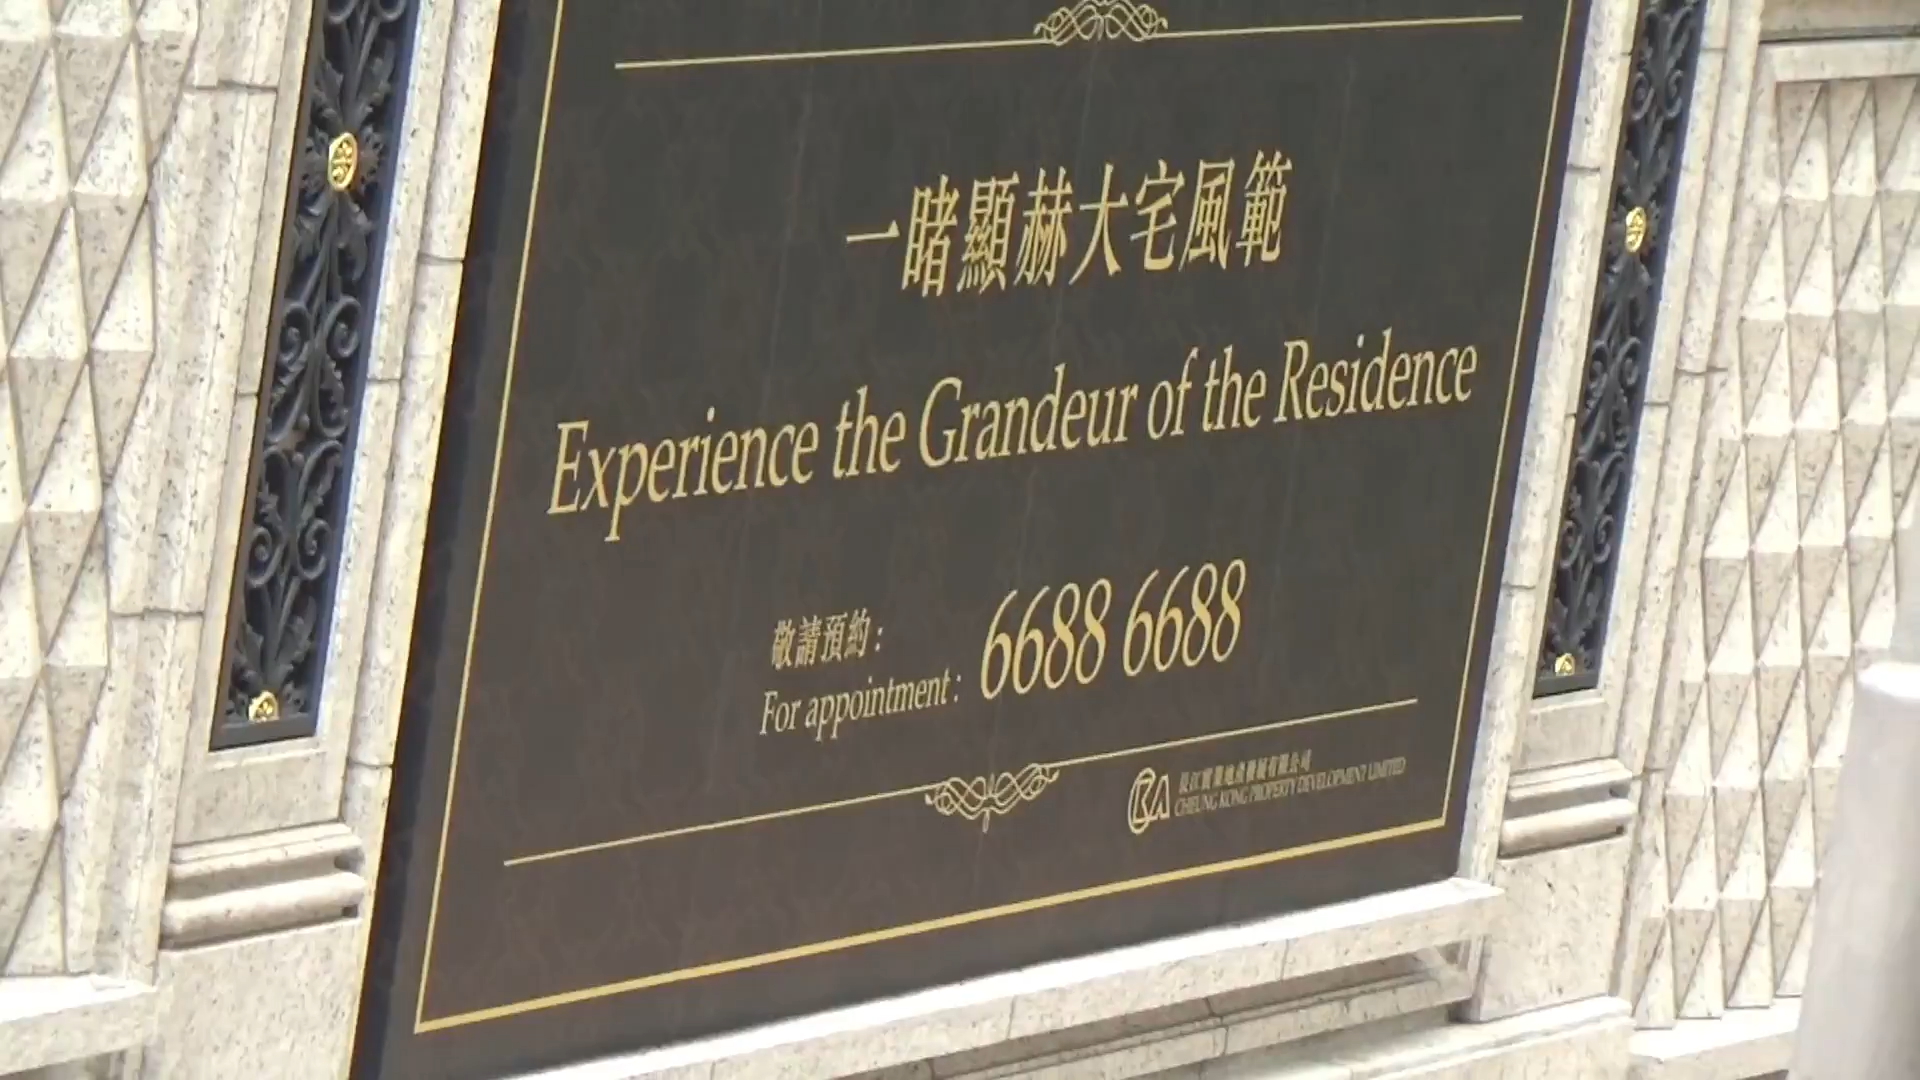 一睹顯赫大宅風範
Experience the Grandeur of the Residence
敬請預約：
For appointment : 6688 6688
長江實業地產發展有限公司
CHEUNG KONG PROPERTY DEVELOPMENT LIMITED